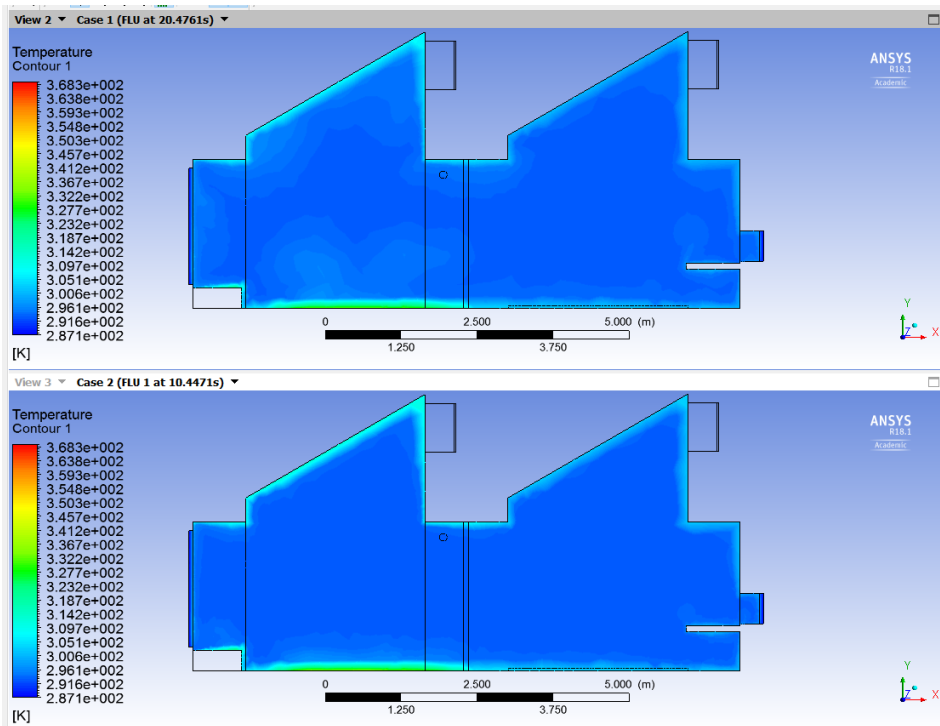 View 2 Case 1 (FLU at 20.4761s)
Temperature
Contour 1
3.683e+002
3.638e+002
3.593e+002
3.548e+002
3.503e+002
3.457e+002
3.412e+002
3.367e+002
3.322e+002
3.277e+002
3.232e+002
3.187e+002
3.142e+002
3.097e+002
3.051e+002
3.006e+002
2.961e+002
2.916e+002
2.871e+002
[K]
ANSYS
R18.1
Academic
0 2.500 5.000 (m)
1.250 3.750
Y
Z X
View 3 Case 2 (FLU 1 at 10.4471s)
Temperature
Contour 1
3.683e+002
3.638e+002
3.593e+002
3.548e+002
3.503e+002
3.457e+002
3.412e+002
3.367e+002
3.322e+002
3.277e+002
3.232e+002
3.187e+002
3.142e+002
3.097e+002
3.051e+002
3.006e+002
2.961e+002
2.916e+002
2.871e+002
[K]
ANSYS
R18.1
Academic
0 2.500 5.000 (m)
1.250 3.750
Y
Z X